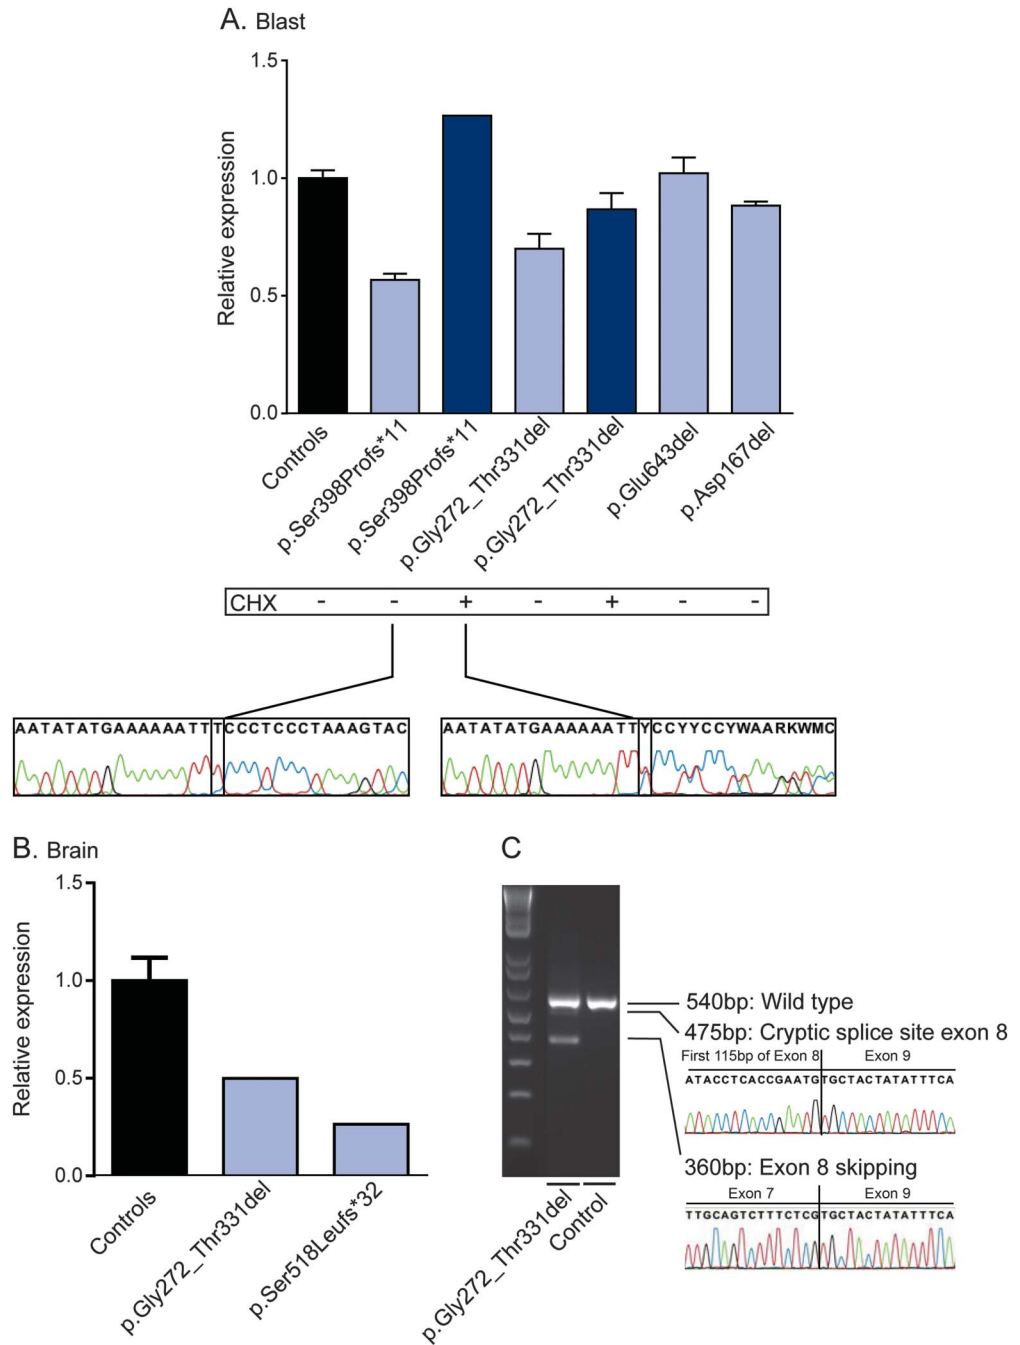 A. Blast
Relative expression
1.5
1.0
0.5
0.0
Controls
p.Ser398Profs*11
p.Ser398Profs*11
p.Gly272_Thr331del
p.Gly272_Thr331del
p.Glu643del
p.Asp167del
CHX - - + - + - -
AATATATGAAAAAATTTCCCTCCCTAAAGTAC
AATATATGAAAAAATTYCCYYCCYWAARKWMC
B. Brain
Relative expression
1.5
1.0
0.5
0.0
Controls
p.Gly272_Thr331del
p.Ser518Leufs*32
C
540bp: Wild type
475bp: Cryptic splice site exon 8
First 115bp of Exon 8 Exon 9
ATACCTCACCGAATGTGCTACTATATTTCA
360bp: Exon 8 skipping
Exon 7 Exon 9
TTGCAGTCTTTCTCGTGCTACTATATTTCA
p.Gly272_Thr331del
Control